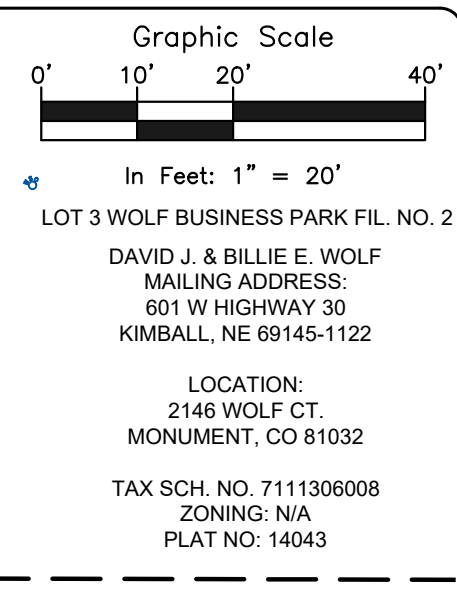 Graphic Scale
0' 10' 20' 40'
In Feet: 1" = 20'
LOT 3 WOLF BUSINESS PARK FIL. NO. 2
DAVID J. & BILLIE E. WOLF
MAILING ADDRESS:
601 W HIGHWAY 30
KIMBALL, NE 69145-1122
LOCATION:
2146 WOLF CT.
MONUMENT, CO 81032
TAX SCH. NO. 7111306008
ZONING: N/A
PLAT NO: 14043